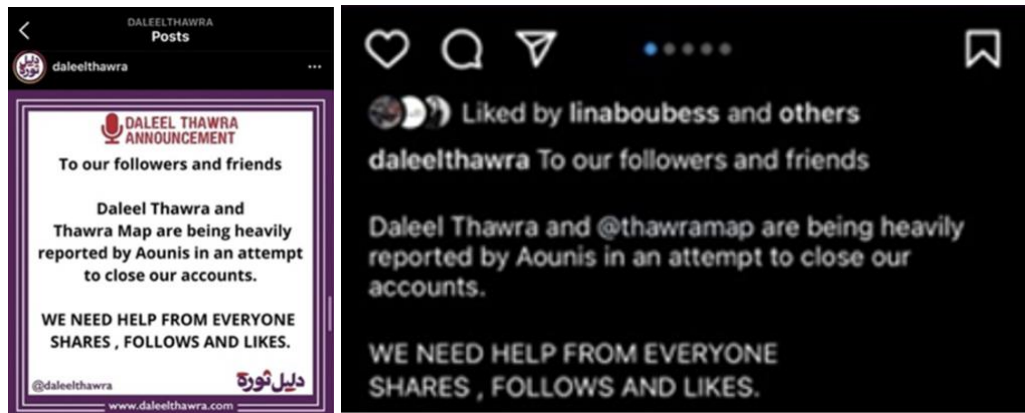 DALEELTHAWRA
Posts
daleelthawra
DALEEL THAWRA
ANNOUNCEMENT
To our followers and friends
Daleel Thawra and
Thawra Map are being heavily
reported by Aounis in an attempt
to close our accounts.
WE NEED HELP FROM EVERYONE
SHARES , FOLLOWS AND LIKES.
@daleelthawra
دليل ثورة
www.daleelthawra.com
Liked by linaboubess and others
daleelthawra To our followers and friends
Daleel Thawra and @thawramap are being heavily
reported by Aounis in an attempt to close our
accounts.
WE NEED HELP FROM EVERYONE
SHARES , FOLLOWS AND LIKES.